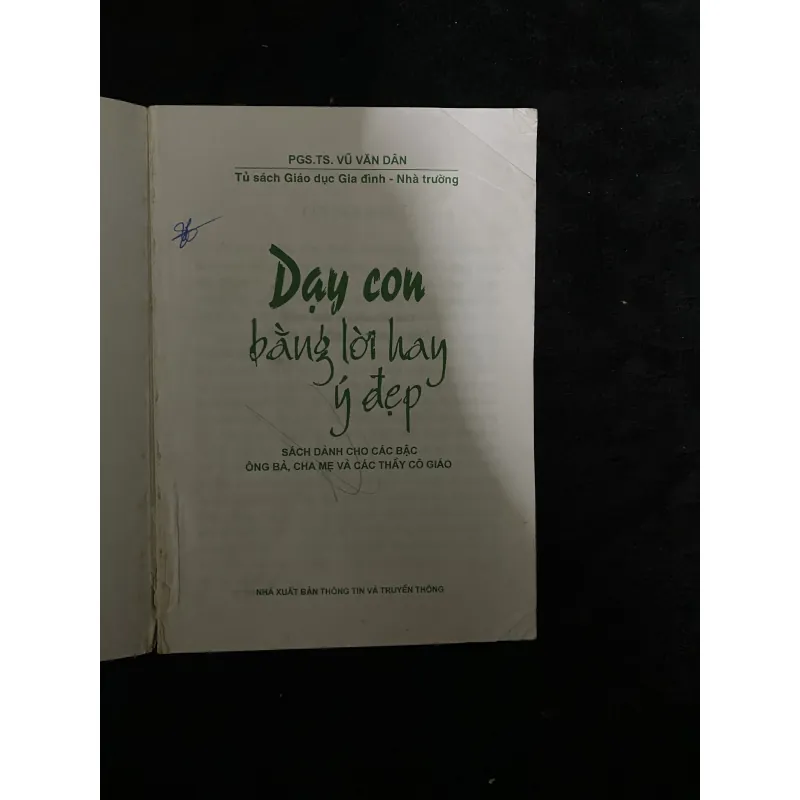 PGS.TS. VŨ VĂN DÂN
Tủ sách Giáo dục Gia đình - Nhà trường
Dạy con
bằng lời hay
ý đẹp
SÁCH DÀNH CHO CÁC BẬC
ÔNG BÀ, CHA MẸ VÀ CÁC THẦY CÔ GIÁO
NHÀ XUẤT BẢN THÔNG TIN VÀ TRUYỀN THÔNG